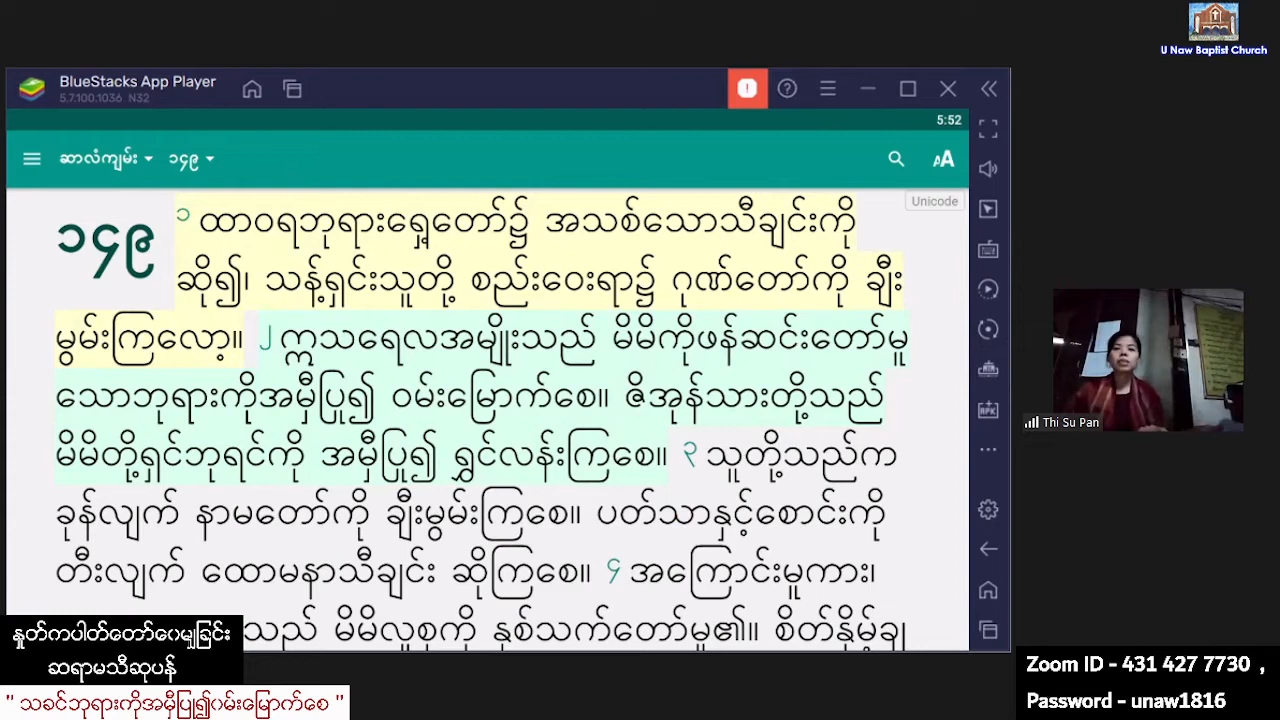 U Naw Baptist Church
BlueStacks App Player
5.7.100.1036 N32
5:52
ဆာလံကျမ်း ၁၄၉
AA
Unicode
၁၄၉
၁ ထာဝရဘုရားရှေ့တော်၌ အသစ်သောသီချင်းကို
ဆို၍၊ သန့်ရှင်းသူတို့ စည်းဝေးရာ၌ ဂုဏ်တော်ကို ချီး
မွမ်းကြလော့။ ၂ ဣသရေလအမျိုးသည် မိမိကိုဖန်ဆင်းတော်မူ
သောဘုရားကိုအမှီပြု၍ ဝမ်းမြောက်စေ။ ဇိအုန်သားတို့သည်
မိမိတို့ရှင်ဘုရင်ကို အမှီပြု၍ ရွှင်လန်းကြစေ။ ၃ သူတို့သည်က
ခုန်လျက် နာမတော်ကို ချီးမွမ်းကြစေ။ ပတ်သာနှင့်စောင်းကို
တီးလျက် ထောမနာသီချင်း ဆိုကြစေ။ ၄ အကြောင်းမူကား၊
သည် မိမိလူစုကို နှစ်သက်တော်မူ၏။ စိတ်နှိမ့်ချ
Thi Su Pan
နှုတ်ကပါတ်တော်ဝေမျှခြင်း
ဆရာမသီဆုပန်
" သခင်ဘုရားကိုအမှီပြု၍ဝမ်းမြောက်စေ "
Zoom ID - 431 427 7730 ,
Password - unaw1816